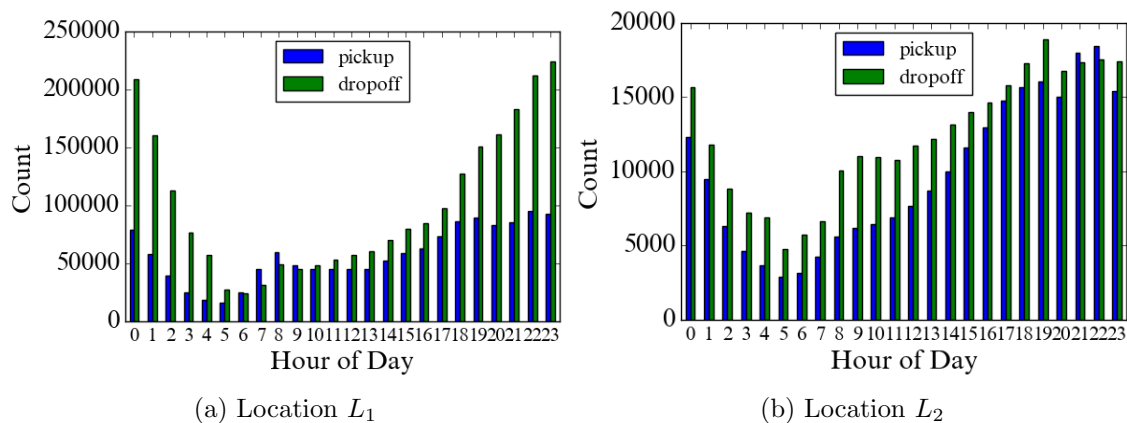 250000
200000
150000
100000
50000
0
Count
pickup
dropoff
0 1 2 3 4 5 6 7 8 9 10 11 12 13 14 15 16 17 18 19 20 21 22 23
Hour of Day
(a) Location L₁
20000
15000
10000
5000
0
Count
pickup
dropoff
0 1 2 3 4 5 6 7 8 9 10 11 12 13 14 15 16 17 18 19 20 21 22 23
Hour of Day
(b) Location L₂